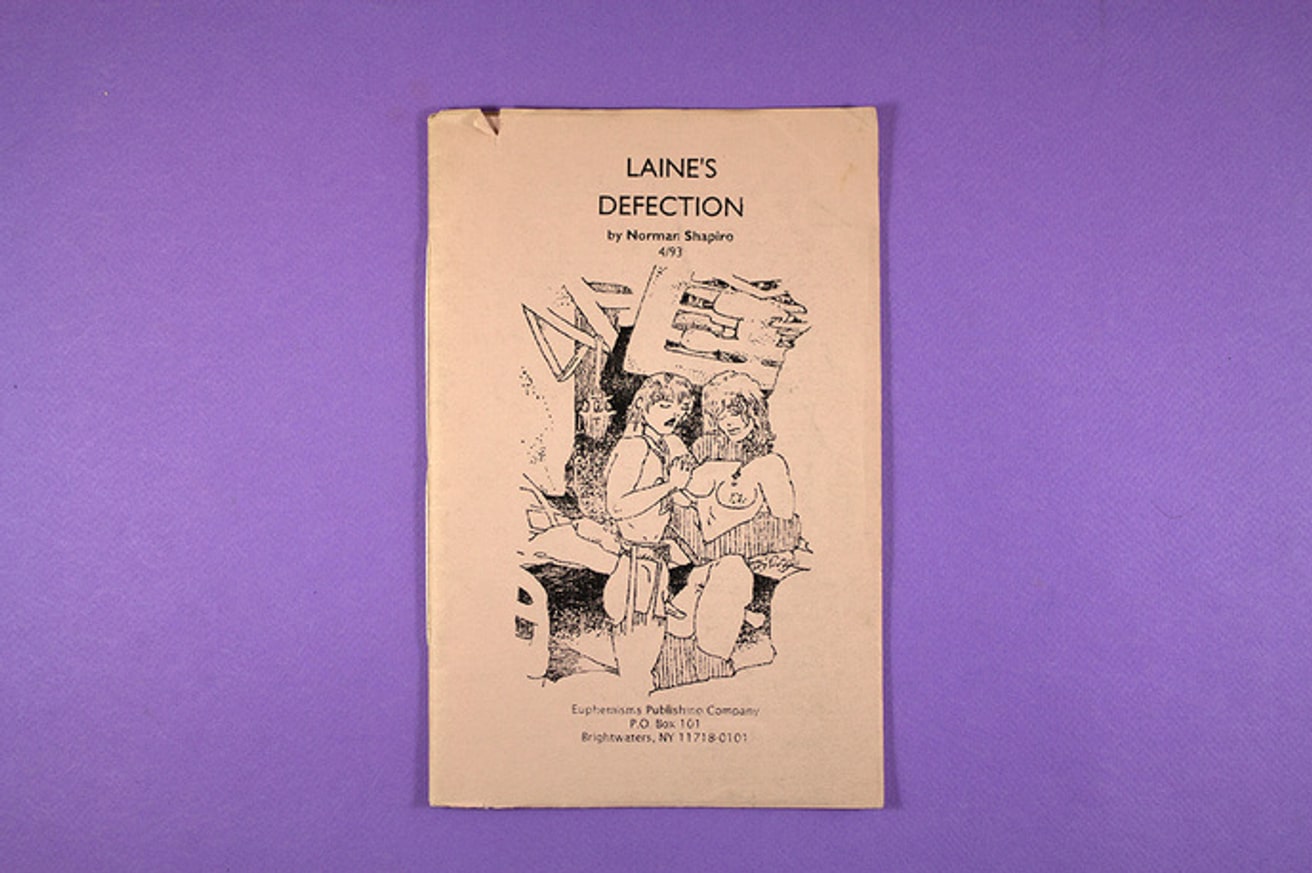 LAINE'S
DEFECTION
by Norman Shapiro
4/93
Euphemisms Publishing Company
P.O. Box 101
Brightwaters, NY 11718-0101